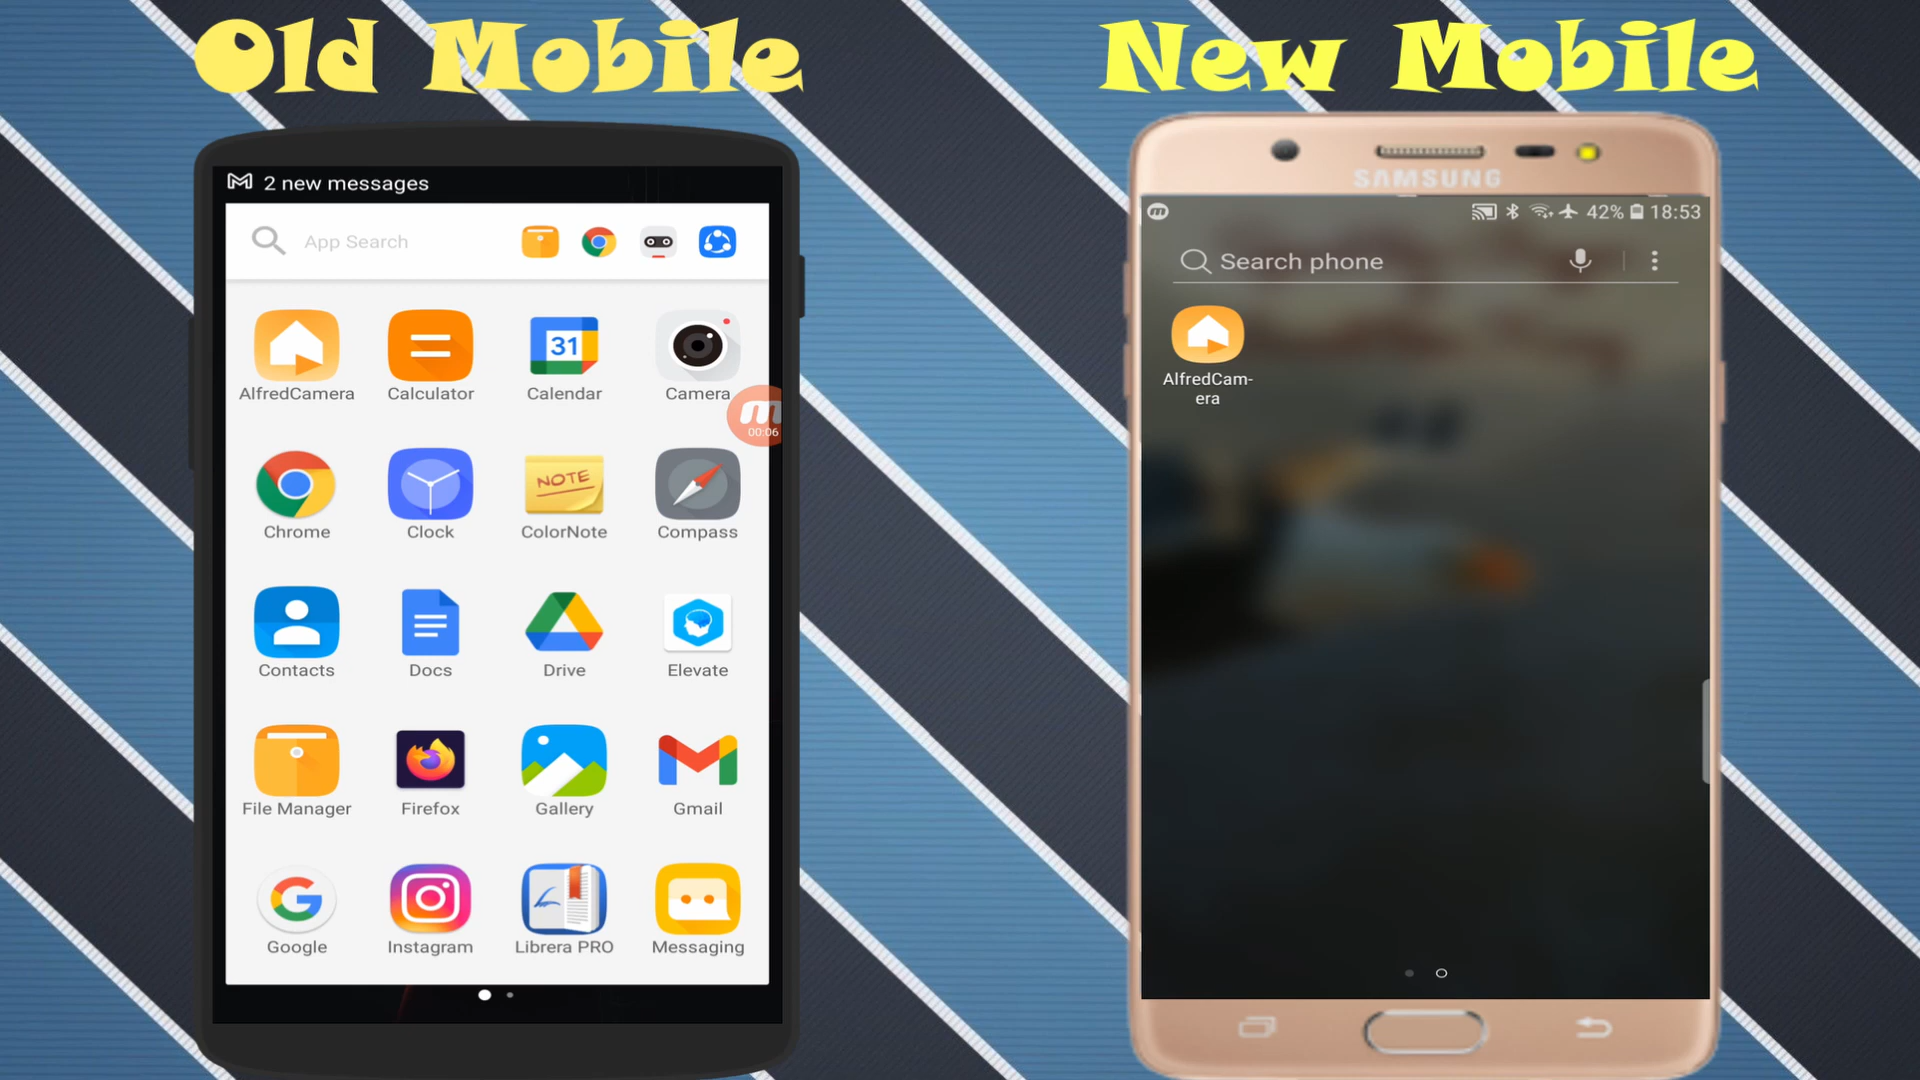 Old Mobile
New Mobile
2 new messages
App Search
AlfredCamera
Calculator
31
Calendar
Camera
00:06
Chrome
Clock
NOTE
ColorNote
Compass
Contacts
Docs
Drive
Elevate
File Manager
Firefox
Gallery
Gmail
Google
Instagram
Librera PRO
Messaging
SAMSUNG
42% 18:53
Search phone
AlfredCam-
era